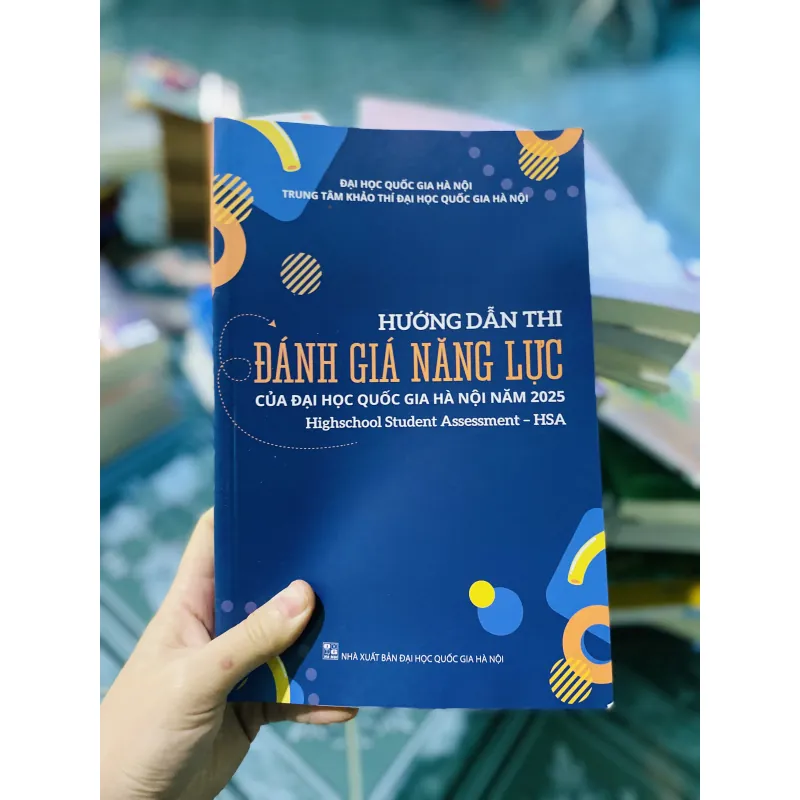 ĐẠI HỌC QUỐC GIA HÀ NỘI
TRUNG TÂM KHẢO THÍ ĐẠI HỌC QUỐC GIA HÀ NỘI
HƯỚNG DẪN THI
ĐÁNH GIÁ NĂNG LỰC
CỦA ĐẠI HỌC QUỐC GIA HÀ NỘI NĂM 2025
Highschool Student Assessment – HSA
NHÀ XUẤT BẢN ĐẠI HỌC QUỐC GIA HÀ NỘI